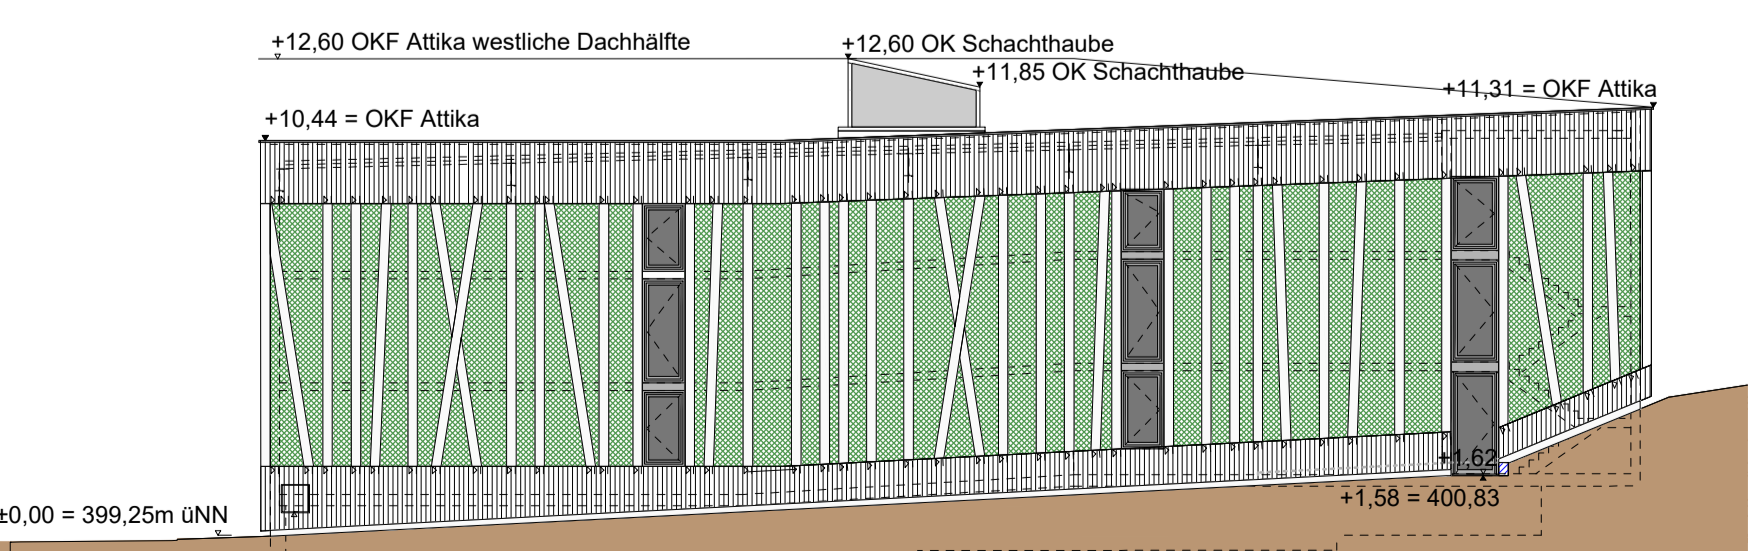 +12,60 OKF Attika westliche Dachhälfte
+12,60 OK Schachthaube
+11,85 OK Schachthaube
+11,31 = OKF Attika
+10,44 = OKF Attika
+1,62
+1,58 = 400,83
±0,00 = 399,25m üNN